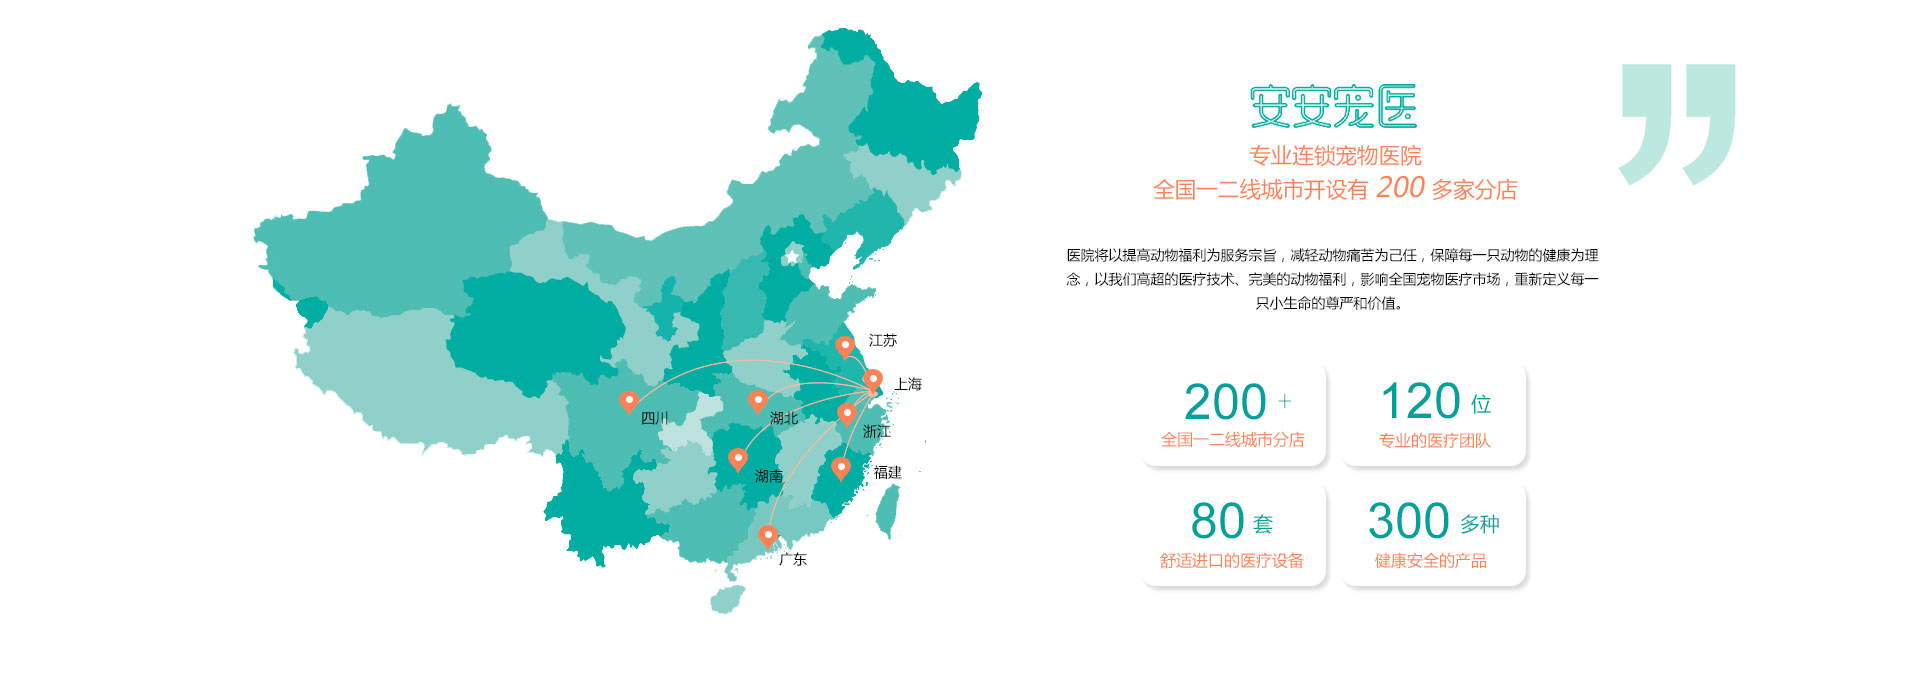 安安宠医
专业连锁宠物医院
全国一二线城市开设有 200 多家分店
医院将以提高动物福利为服务宗旨，减轻动物痛苦为己任，保障每一只动物的健康为理
念，以我们高超的医疗技术、完美的动物福利，影响全国宠物医疗市场，重新定义每一
只小生命的尊严和价值。
江苏
上海
四川
湖北
浙江
湖南
福建
广东
200 +
全国一二线城市分店
120 位
专业的医疗团队
80 套
舒适进口的医疗设备
300 多种
健康安全的产品